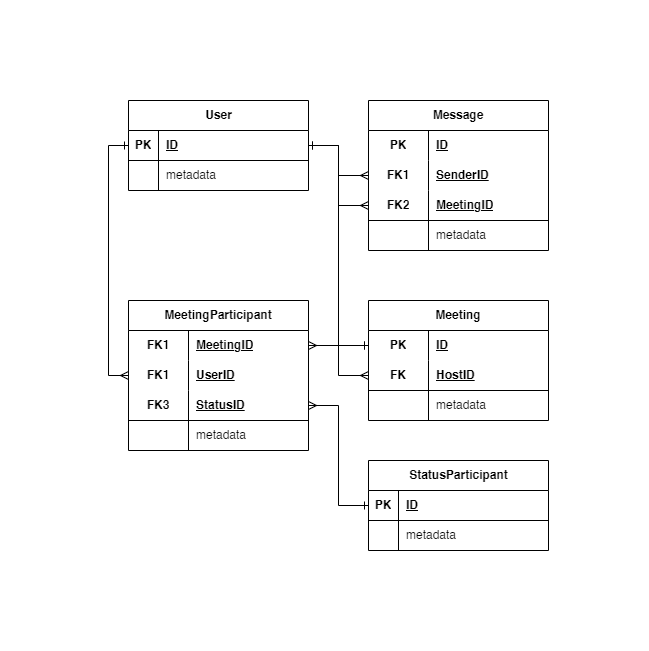 User
PK ID
metadata
Message
PK ID
FK1 SenderID
FK2 MeetingID
metadata
MeetingParticipant
FK1 MeetingID
FK1 UserID
FK3 StatusID
metadata
Meeting
PK ID
FK HostID
metadata
StatusParticipant
PK ID
metadata